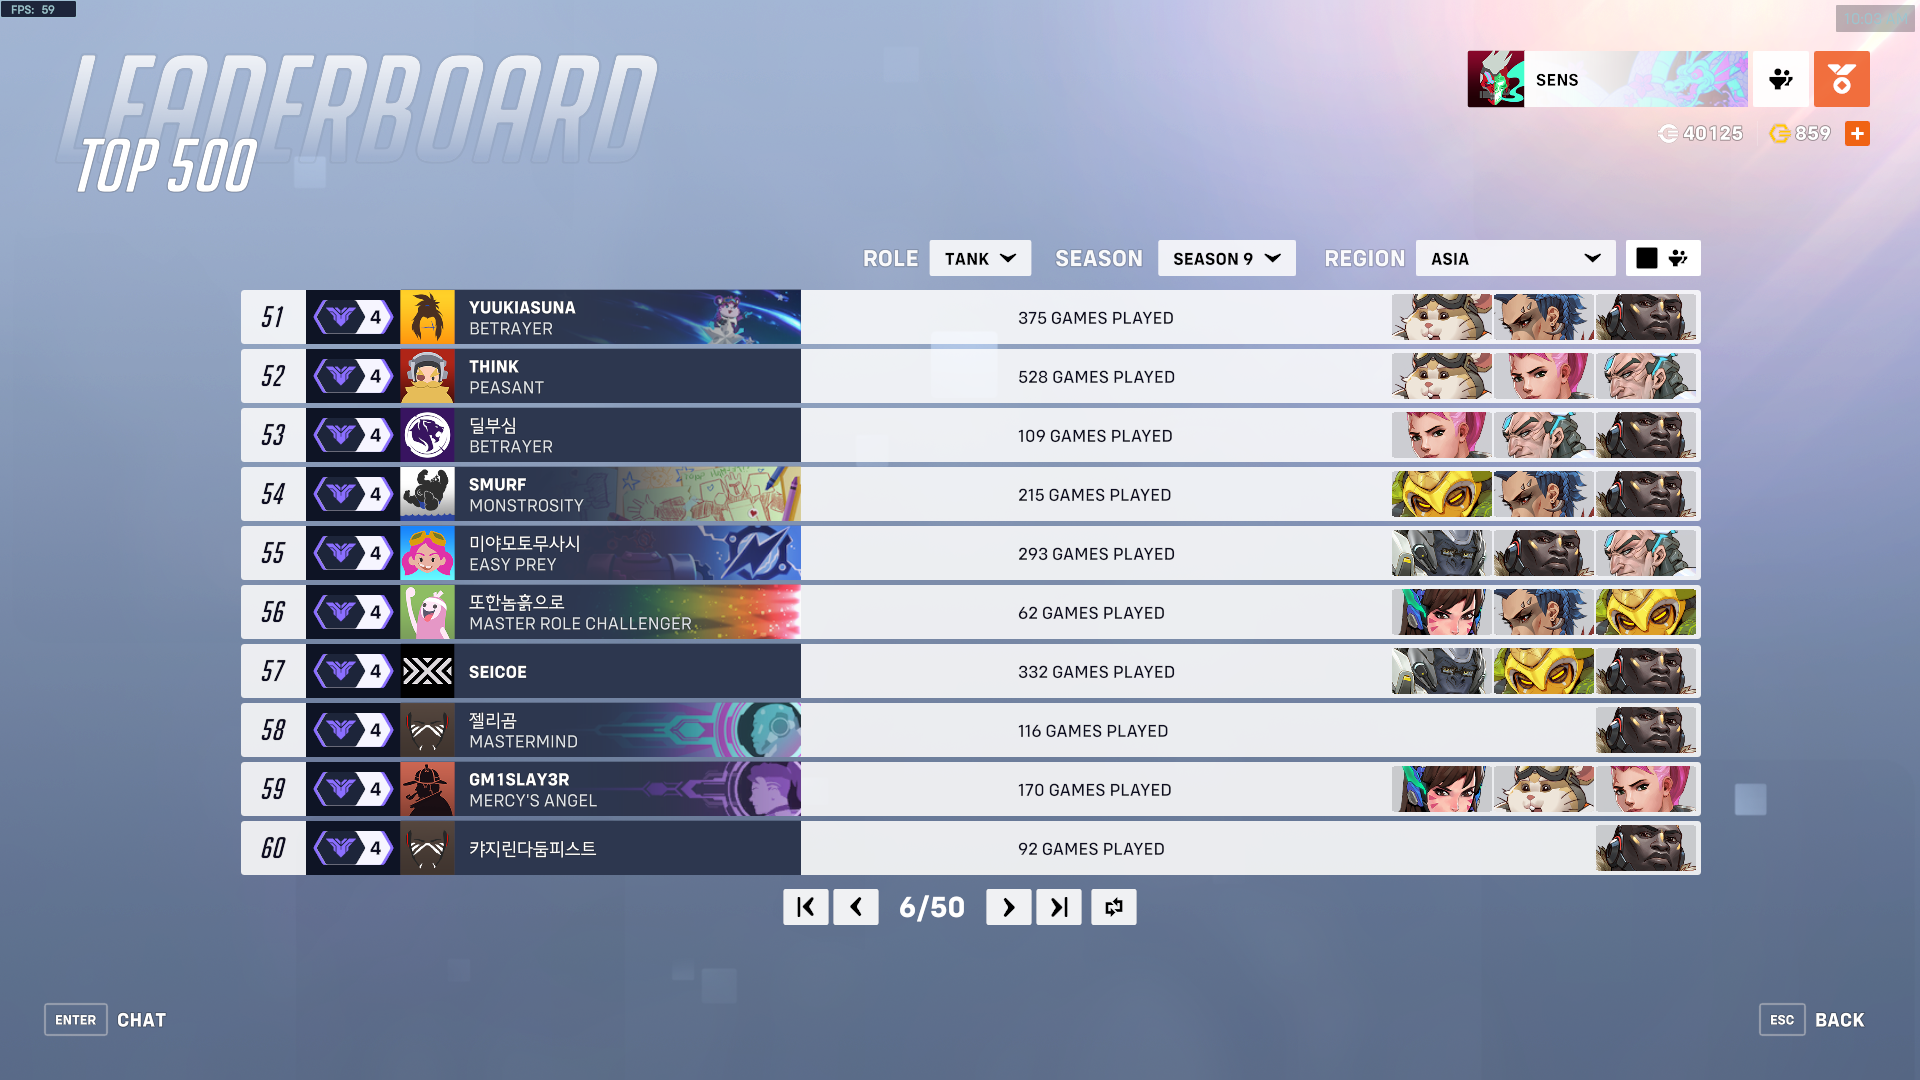 FPS: 59
LEADERBOARD
TOP 500
SENS
40125
859
ROLE TANK SEASON SEASON 9 REGION ASIA
51 4 YUUKIASUNA 375 GAMES PLAYED
BETRAYER
52 4 THINK 528 GAMES PLAYED
PEASANT
53 4 딜부심 109 GAMES PLAYED
BETRAYER
54 4 SMURF 215 GAMES PLAYED
MONSTROSITY
55 4 미야모토무사시 293 GAMES PLAYED
EASY PREY
56 4 또한놈흙으로 62 GAMES PLAYED
MASTER ROLE CHALLENGER
57 4 SEICOE 332 GAMES PLAYED
58 4 젤리곰 116 GAMES PLAYED
MASTERMIND
59 4 GM1SLAY3R 170 GAMES PLAYED
MERCY'S ANGEL
60 4 캬지린다둠피스트 92 GAMES PLAYED
6/50
ENTER CHAT
ESC BACK